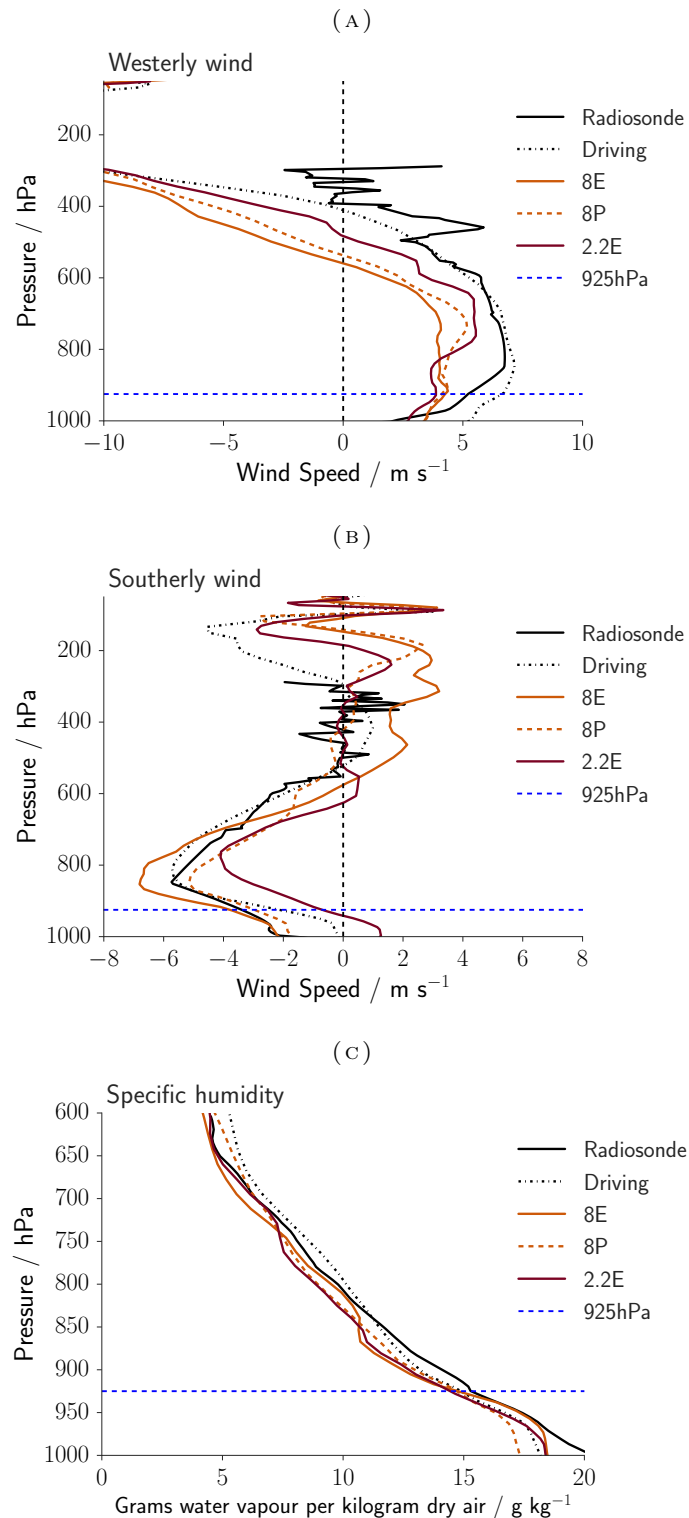 (A)
Westerly wind
200
400
600
800
1000
Pressure / hPa
−10 −5 0 5 10
Wind Speed / m s⁻¹
Radiosonde
Driving
8E
8P
2.2E
925hPa
(B)
Southerly wind
200
400
600
800
1000
Pressure / hPa
−8 −6 −4 −2 0 2 4 6 8
Wind Speed / m s⁻¹
Radiosonde
Driving
8E
8P
2.2E
925hPa
(C)
Specific humidity
600
650
700
750
800
850
900
950
1000
Pressure / hPa
0 5 10 15 20
Grams water vapour per kilogram dry air / g kg⁻¹
Radiosonde
Driving
8E
8P
2.2E
925hPa